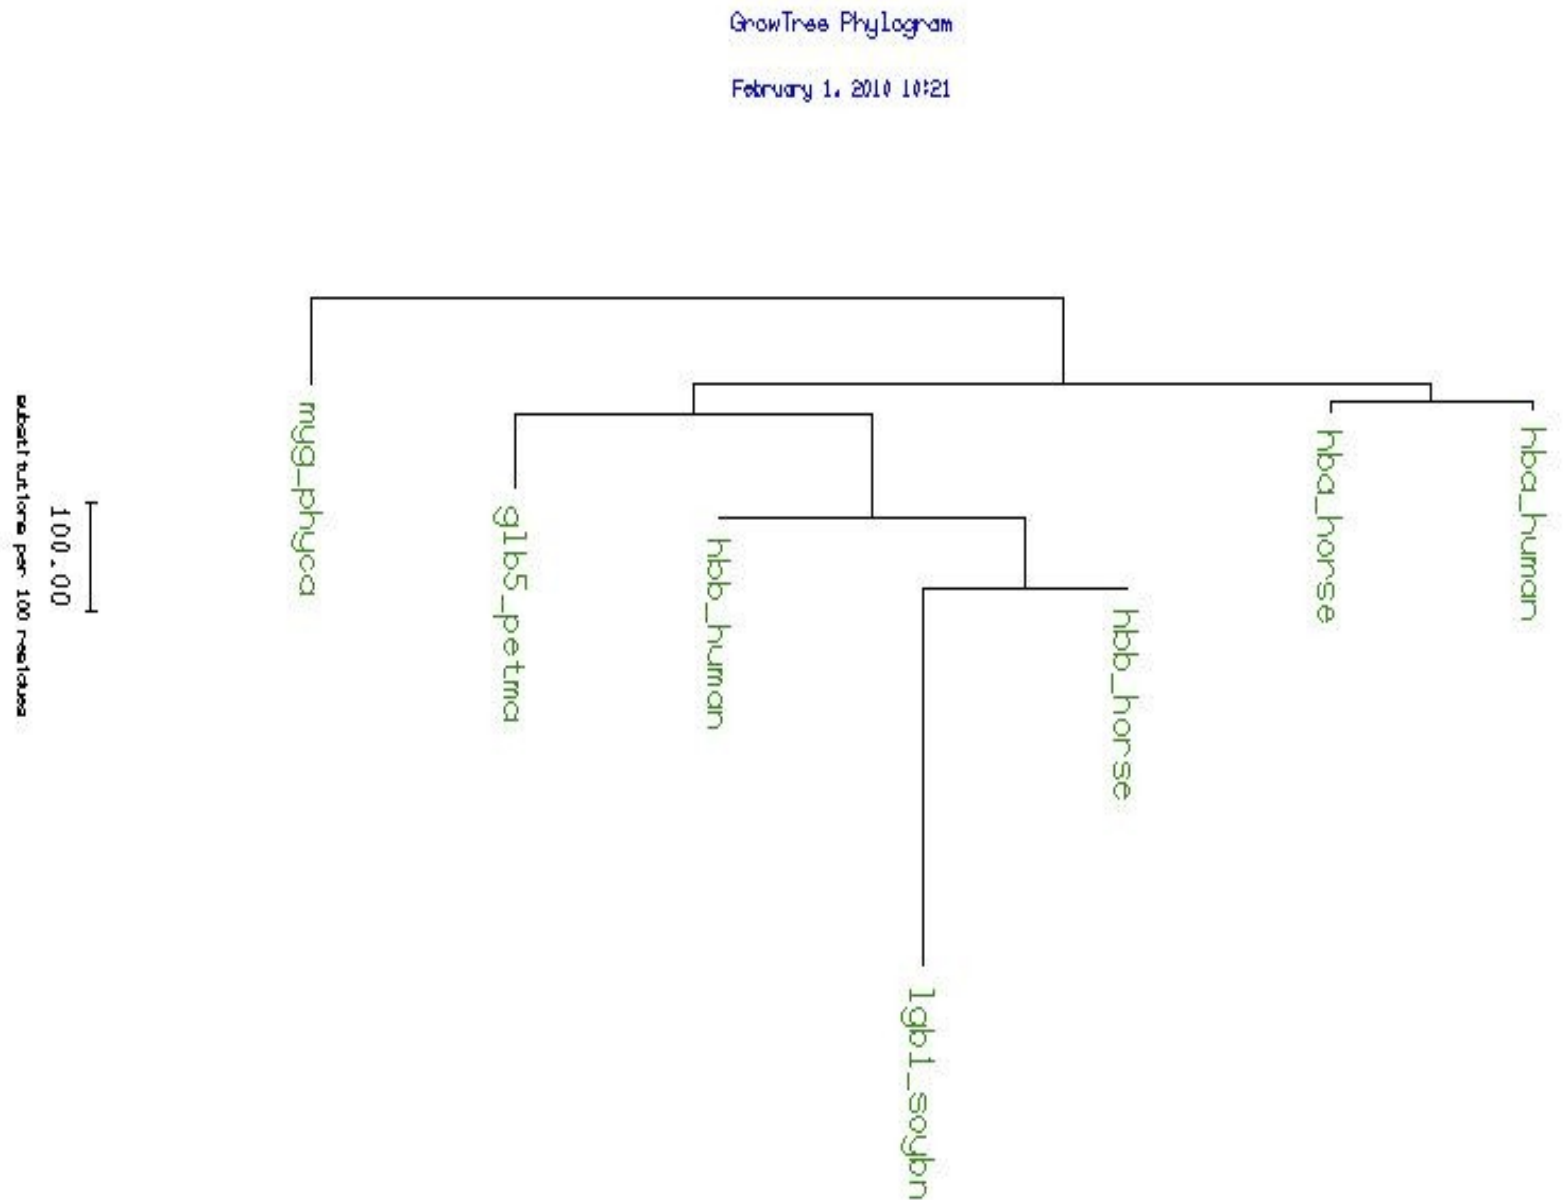 GrowTree Phylogram
February 1, 2010 10:21
myg_phyca
glb5_petma
hbb_human
lgb1_soybn
hbb_horse
hba_horse
hba_human
100.00
substitutions per 100 residues